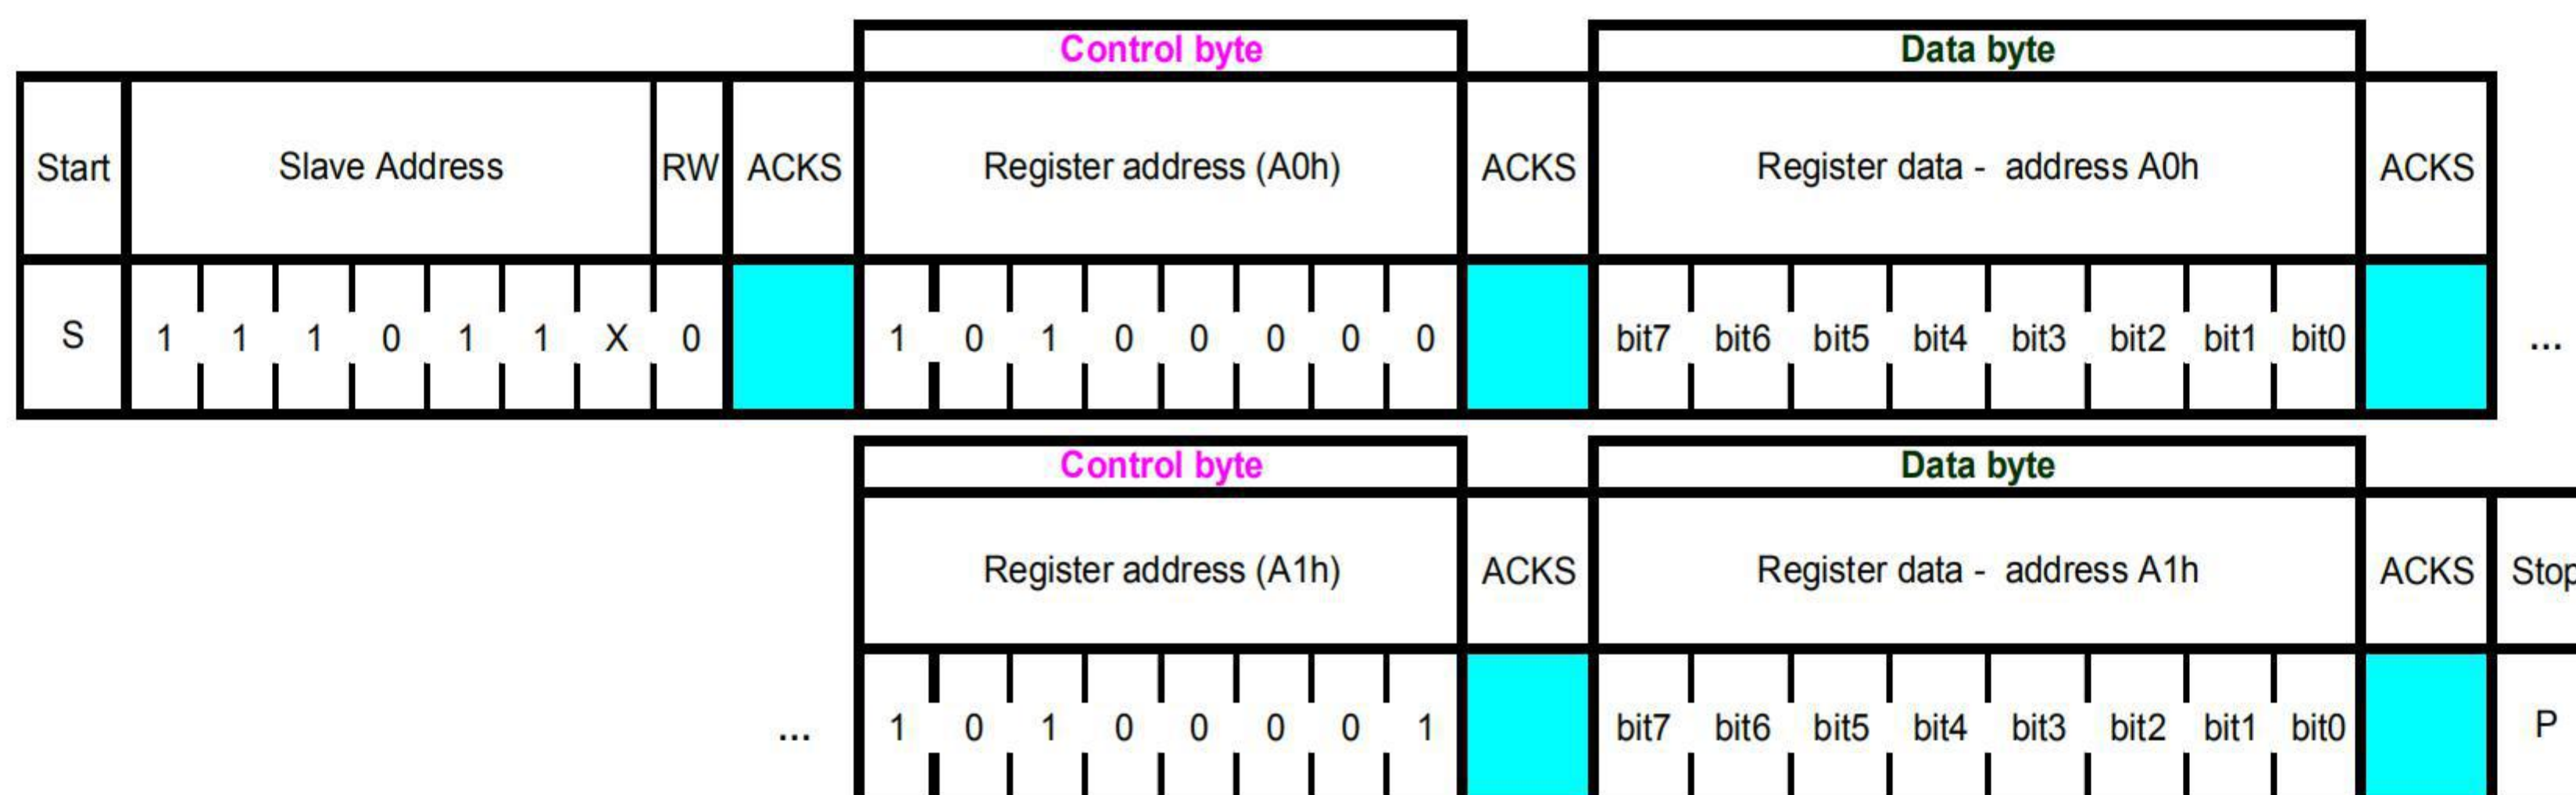 Control byte Data byte
Start Slave Address RW ACKS Register address (A0h) ACKS Register data - address A0h ACKS
S 1 1 1 0 1 1 X 0 1 0 1 0 0 0 0 0 bit7 bit6 bit5 bit4 bit3 bit2 bit1 bit0 ...
Control byte Data byte
Register address (A1h) ACKS Register data - address A1h ACKS Stop
... 1 0 1 0 0 0 0 1 bit7 bit6 bit5 bit4 bit3 bit2 bit1 bit0 P